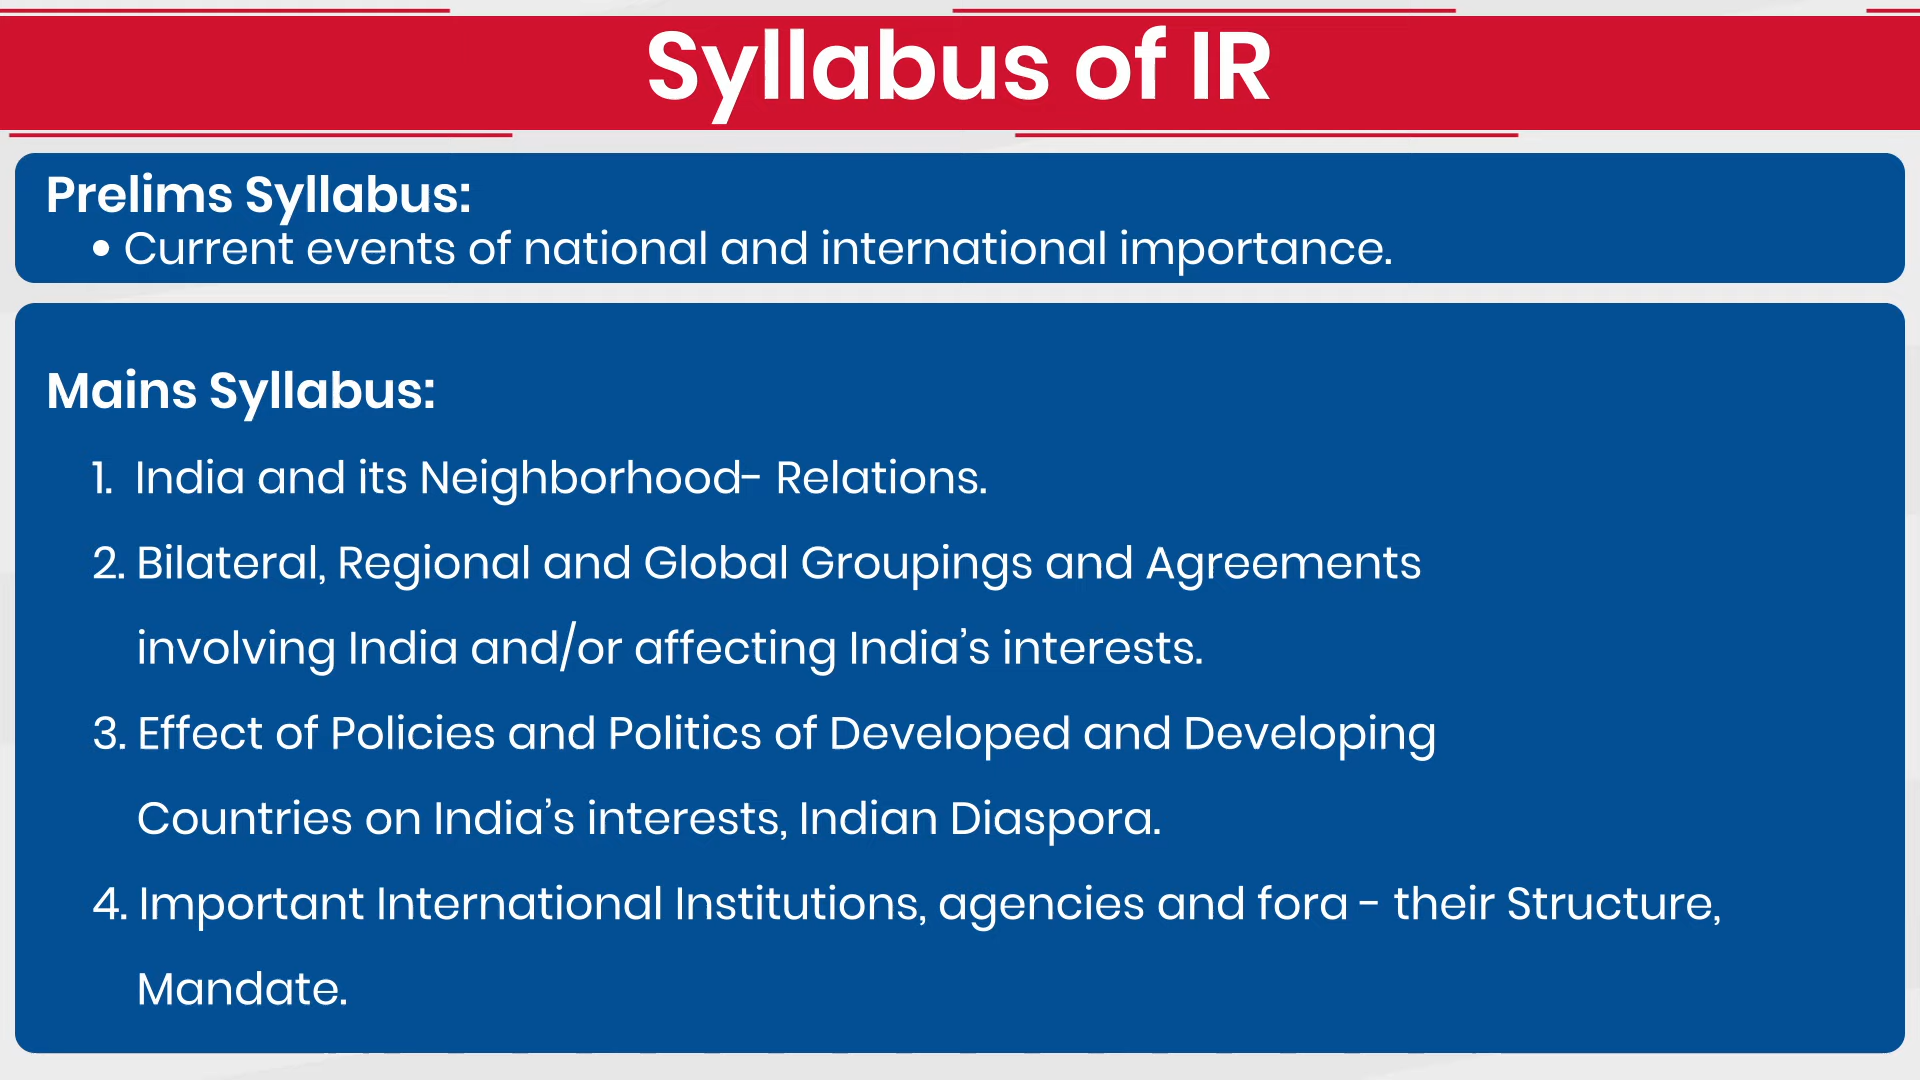 Syllabus of IR
Prelims Syllabus:
• Current events of national and international importance.
Mains Syllabus:
1. India and its Neighborhood- Relations.
2. Bilateral, Regional and Global Groupings and Agreements
involving India and/or affecting India’s interests.
3. Effect of Policies and Politics of Developed and Developing
Countries on India’s interests, Indian Diaspora.
4. Important International Institutions, agencies and fora - their Structure,
Mandate.